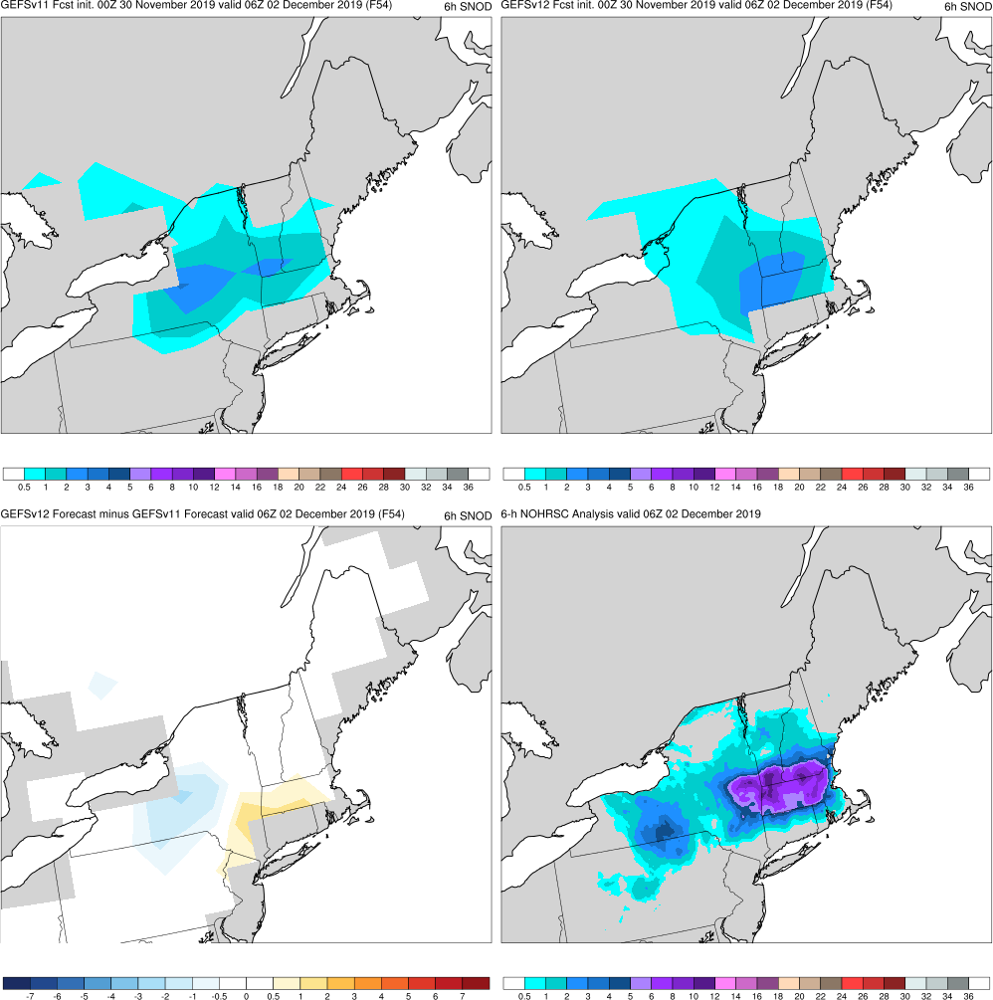 GEFSv11 Fcst init. 00Z 30 November 2019 valid 06Z 02 December 2019 (F54) 6h SNOD
GEFSv12 Fcst init. 00Z 30 November 2019 valid 06Z 02 December 2019 (F54) 6h SNOD
0.5 1 2 3 4 5 6 8 10 12 14 16 18 20 22 24 26 28 30 32 34 36
0.5 1 2 3 4 5 6 8 10 12 14 16 18 20 22 24 26 28 30 32 34 36
GEFSv12 Forecast minus GEFSv11 Forecast valid 06Z 02 December 2019 (F54) 6h SNOD
6-h NOHRSC Analysis valid 06Z 02 December 2019
-7 -6 -5 -4 -3 -2 -1 -0.5 0 0.5 1 2 3 4 5 6 7
0.5 1 2 3 4 5 6 8 10 12 14 16 18 20 22 24 26 28 30 32 34 36